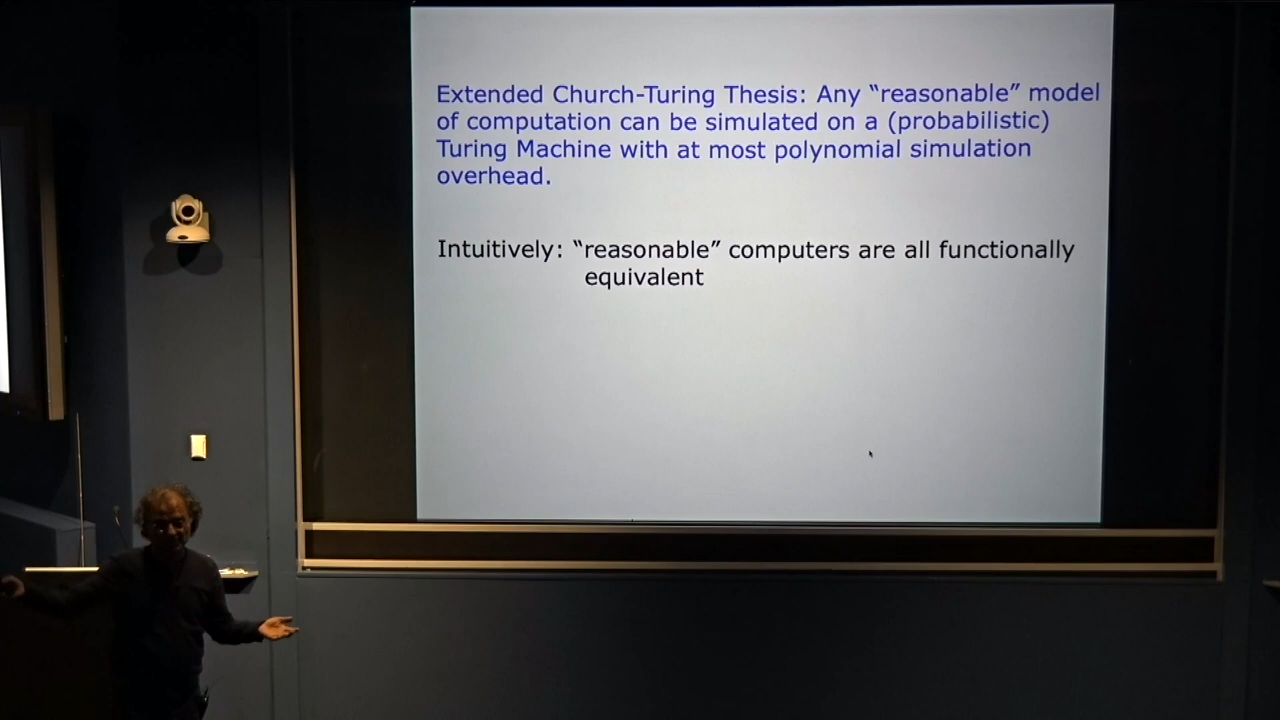 Extended Church-Turing Thesis: Any “reasonable” model
of computation can be simulated on a (probabilistic)
Turing Machine with at most polynomial simulation
overhead.
Intuitively: “reasonable” computers are all functionally
equivalent